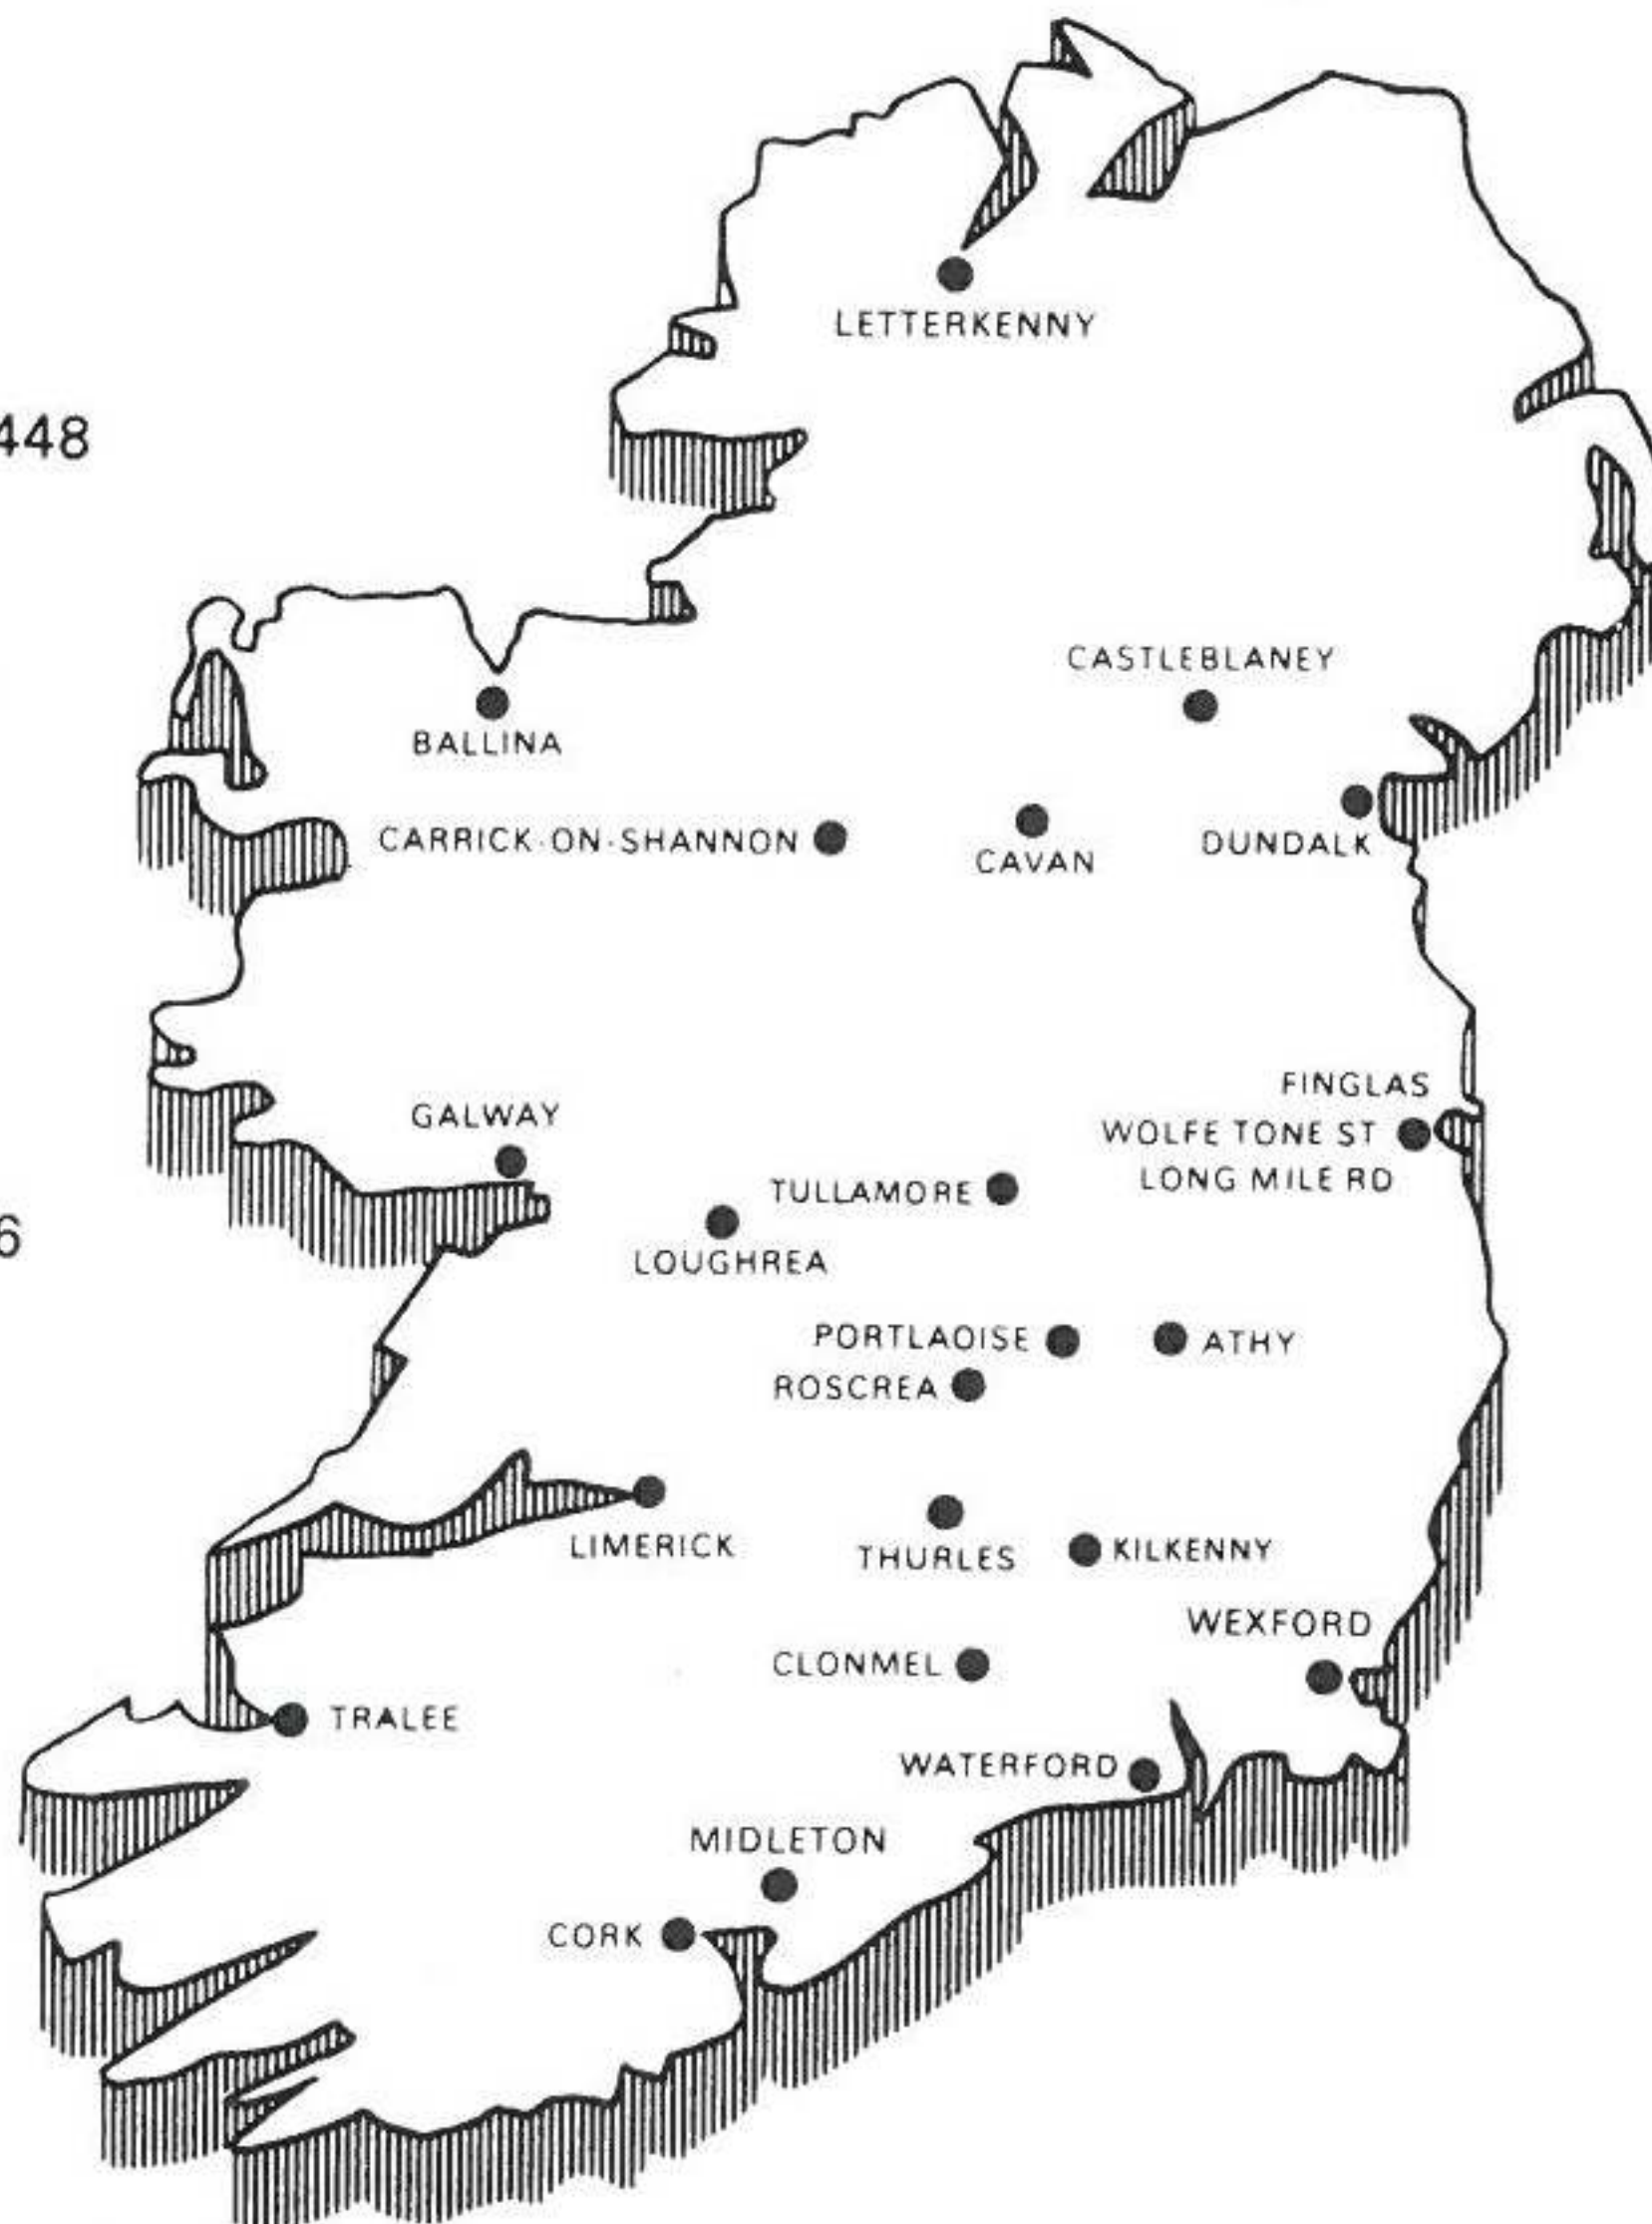 LETTERKENNY
448
CASTLEBLANEY
BALLINA
CARRICK-ON-SHANNON
CAVAN
DUNDALK
FINGLAS
GALWAY
WOLFE TONE ST
LONG MILE RD
TULLAMORE
6
LOUGHREA
PORTLAOISE
ATHY
ROSCREA
LIMERICK
THURLES
KILKENNY
WEXFORD
CLONMEL
TRALEE
WATERFORD
MIDLETON
CORK